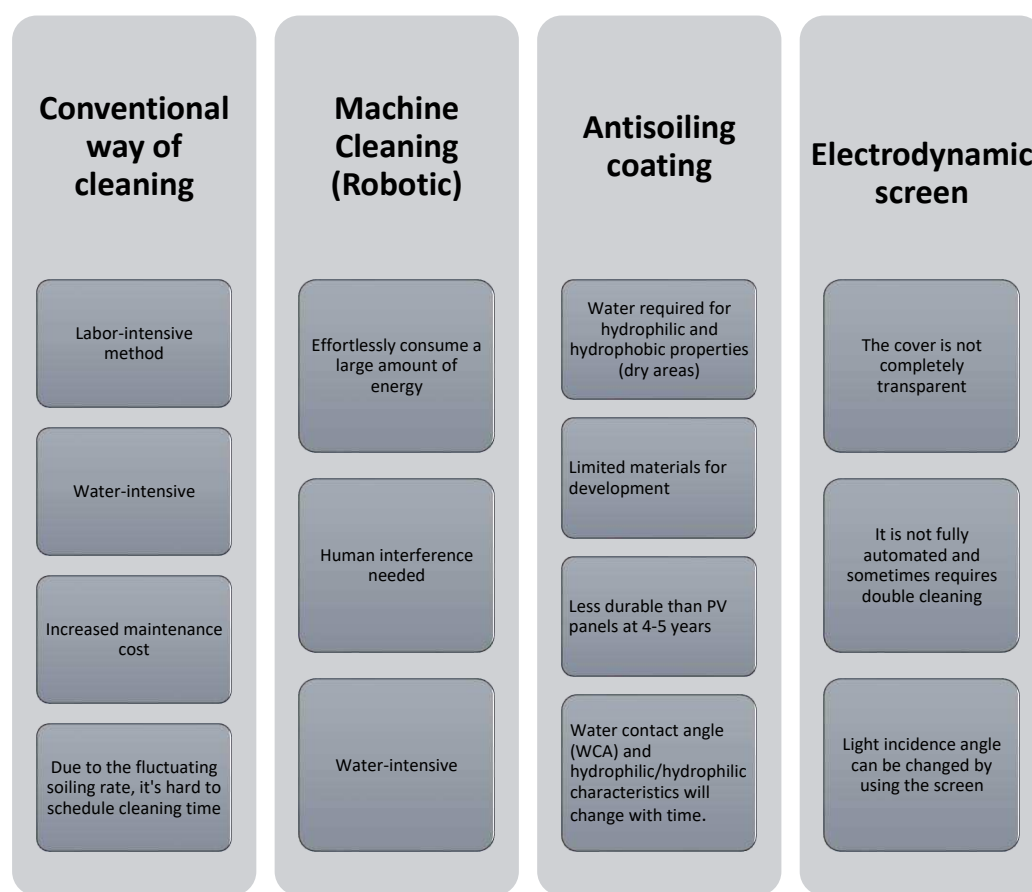 Conventional
way of
cleaning
Labor-intensive
method
Water-intensive
Increased maintenance
cost
Due to the fluctuating
soiling rate, it's hard to
schedule cleaning time
Machine
Cleaning
(Robotic)
Effortlessly consume a
large amount of
energy
Human interference
needed
Water-intensive
Antisoiling
coating
Water required for
hydrophilic and
hydrophobic properties
(dry areas)
Limited materials for
development
Less durable than PV
panels at 4-5 years
Water contact angle
(WCA) and
hydrophilic/hydrophilic
characteristics will
change with time.
Electrodynamic
screen
The cover is not
completely
transparent
It is not fully
automated and
sometimes requires
double cleaning
Light incidence angle
can be changed by
using the screen